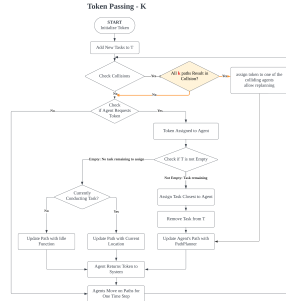 Token Passing - K
START
Initialize Token
Add New Tasks to T
Check Collisions
Yes
All k paths Result in
Collision?
Yes
assign token to one of the
colliding agents
allow replanning
No
No
Check
if Agent Requests
Token
No
Yes
Token Assigned to Agent
Check if T is not Empty
Empty: No task remaining to assign
Not Empty: Task remaining
Currently
Conducting Task?
Assign Task Closest to Agent
Remove Task from T
No
Yes
Update Path with Idle
Function
Update Path with Current
Location
Update Agent's Path with
PathPlanner
Agent Returns Token to
System
Agents Move on Paths for
One Time Step